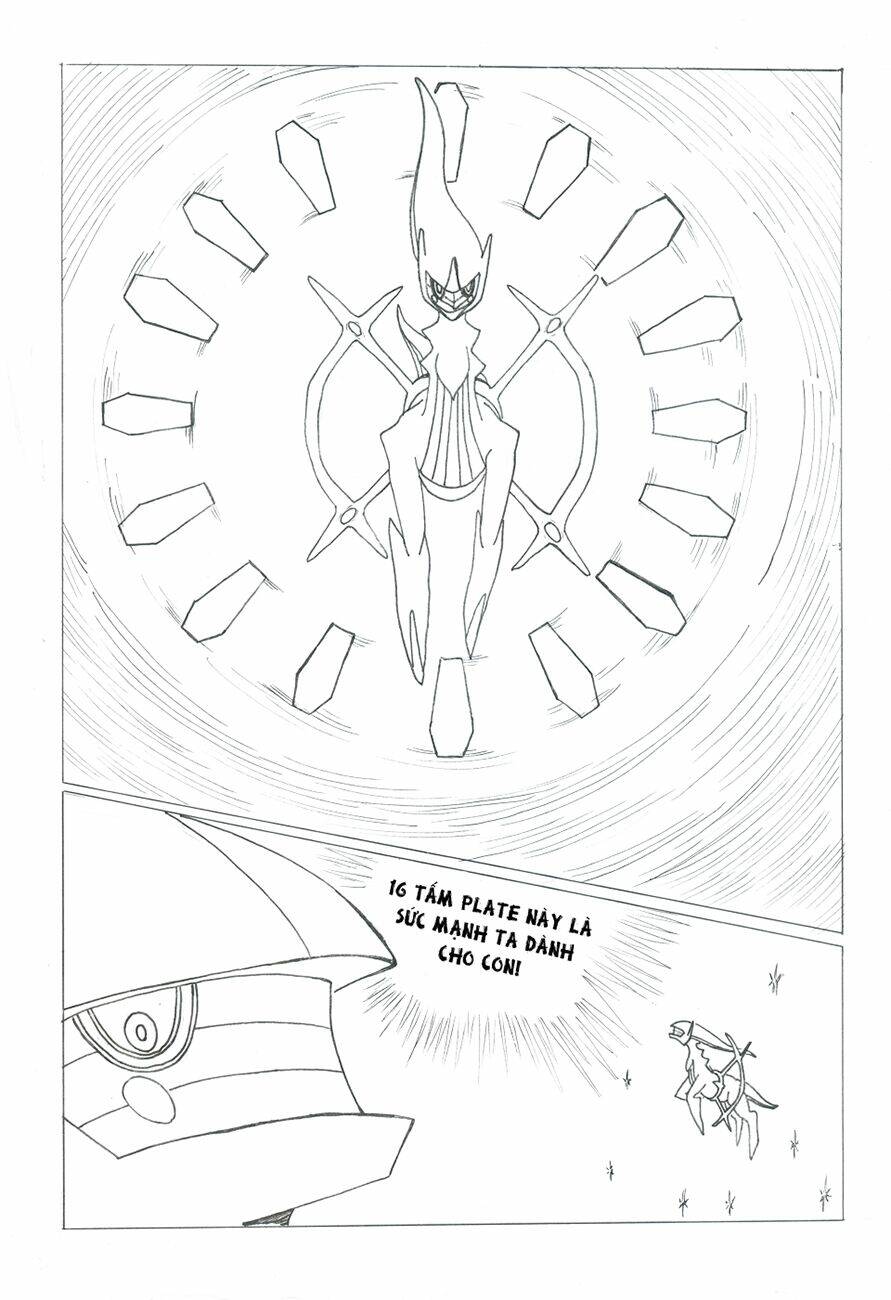 16 TẤM PLATE NÀY LÀ
SỨC MẠNH TA DÀNH
CHO CON!